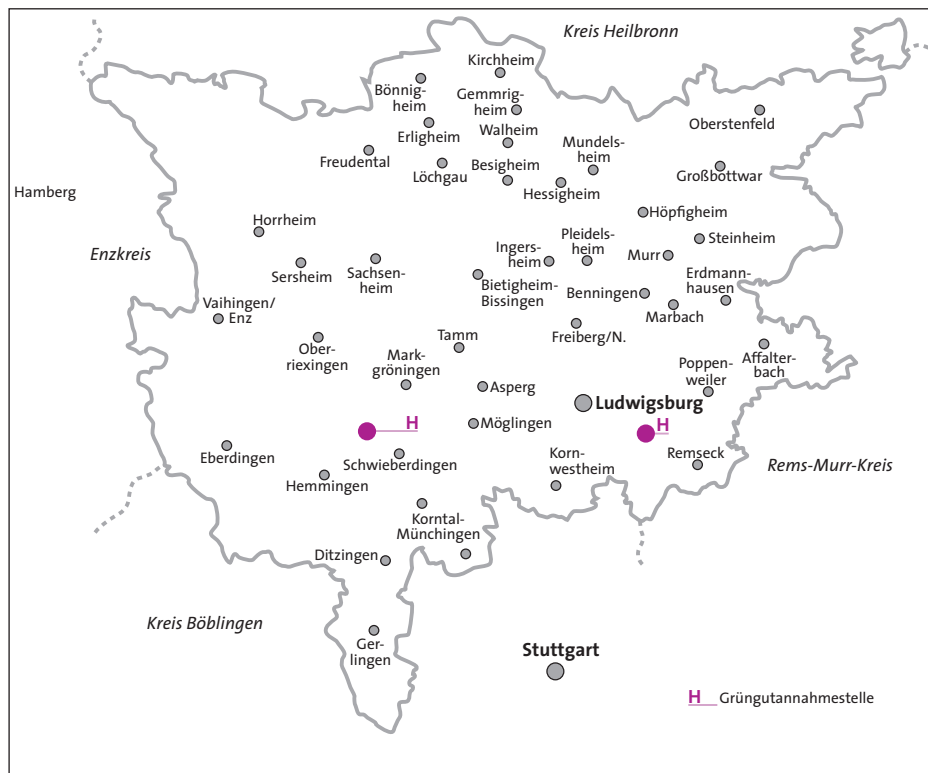 Kreis Heilbronn
Kirchheim
Bönnig-
heim
Gemmrig-
heim
Oberstenfeld
Erligheim
Walheim
Freudental
Mundels-
heim
Löchgau
Besigheim
Großbottwar
Hessigheim
Hamberg
Horrheim
Höpfigheim
Enzkreis
Steinheim
Sersheim
Sachsen-
heim
Ingers-
heim
Pleidels-
heim
Murr
Bietigheim-
Bissingen
Erdmann-
hausen
Benningen
Marbach
Vaihingen/
Enz
Freiberg/N.
Ober-
riexingen
Tamm
Mark-
gröningen
Affalter-
bach
Poppen-
weiler
Asperg
Ludwigsburg
H
Möglingen
H
Eberdingen
Schwieberdingen
Korn-
westheim
Remseck
Rems-Murr-Kreis
Hemmingen
Korntal-
Münchingen
Ditzingen
Kreis Böblingen
Ger-
lingen
Stuttgart
H Grüngutannahmestelle